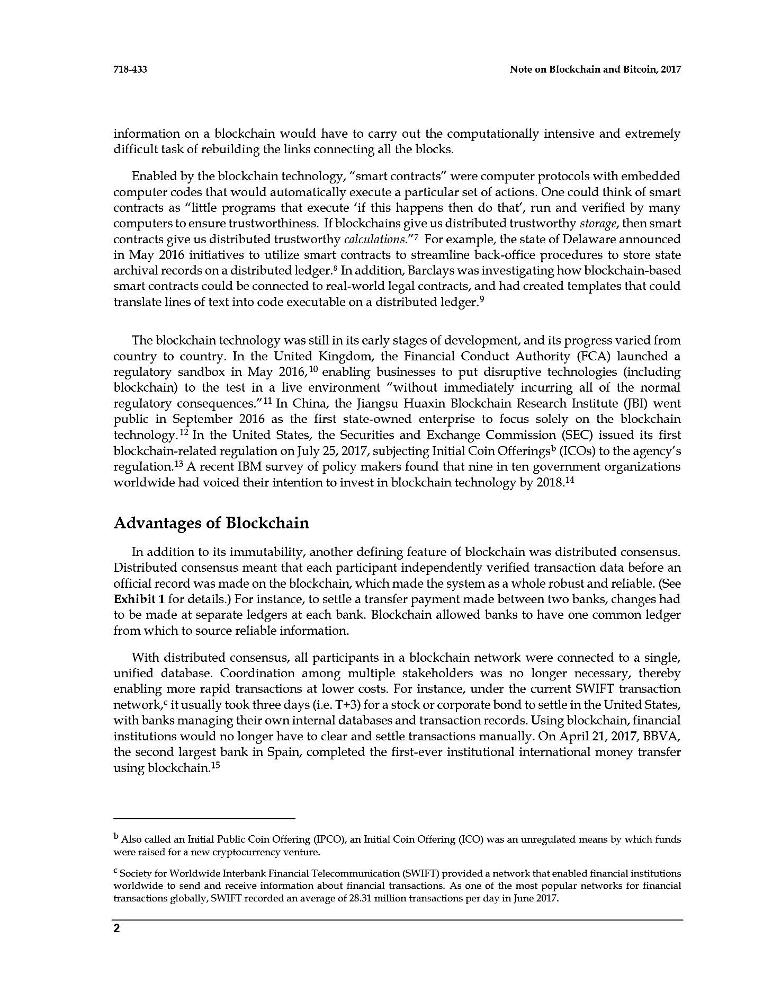 718-433 Note on Blockchain and Bitcoin, 2017
information on a blockchain would have to carry out the computationally intensive and extremely
difficult task of rebuilding the links connecting all the blocks.
Enabled by the blockchain technology, “smart contracts” were computer protocols with embedded
computer codes that would automatically execute a particular set of actions. One could think of smart
contracts as “little programs that execute ‘if this happens then do that’, run and verified by many
computers to ensure trustworthiness. If blockchains give us distributed trustworthy storage, then smart
contracts give us distributed trustworthy calculations.”7 For example, the state of Delaware announced
in May 2016 initiatives to utilize smart contracts to streamline back-office procedures to store state
archival records on a distributed ledger.8 In addition, Barclays was investigating how blockchain-based
smart contracts could be connected to real-world legal contracts, and had created templates that could
translate lines of text into code executable on a distributed ledger.9
The blockchain technology was still in its early stages of development, and its progress varied from
country to country. In the United Kingdom, the Financial Conduct Authority (FCA) launched a
regulatory sandbox in May 2016,10 enabling businesses to put disruptive technologies (including
blockchain) to the test in a live environment “without immediately incurring all of the normal
regulatory consequences.”11 In China, the Jiangsu Huaxin Blockchain Research Institute (JBI) went
public in September 2016 as the first state-owned enterprise to focus solely on the blockchain
technology.12 In the United States, the Securities and Exchange Commission (SEC) issued its first
blockchain-related regulation on July 25, 2017, subjecting Initial Coin Offeringsb (ICOs) to the agency’s
regulation.13 A recent IBM survey of policy makers found that nine in ten government organizations
worldwide had voiced their intention to invest in blockchain technology by 2018.14
Advantages of Blockchain
In addition to its immutability, another defining feature of blockchain was distributed consensus.
Distributed consensus meant that each participant independently verified transaction data before an
official record was made on the blockchain, which made the system as a whole robust and reliable. (See
Exhibit 1 for details.) For instance, to settle a transfer payment made between two banks, changes had
to be made at separate ledgers at each bank. Blockchain allowed banks to have one common ledger
from which to source reliable information.
With distributed consensus, all participants in a blockchain network were connected to a single,
unified database. Coordination among multiple stakeholders was no longer necessary, thereby
enabling more rapid transactions at lower costs. For instance, under the current SWIFT transaction
network,c it usually took three days (i.e. T+3) for a stock or corporate bond to settle in the United States,
with banks managing their own internal databases and transaction records. Using blockchain, financial
institutions would no longer have to clear and settle transactions manually. On April 21, 2017, BBVA,
the second largest bank in Spain, completed the first-ever institutional international money transfer
using blockchain.15
b Also called an Initial Public Coin Offering (IPCO), an Initial Coin Offering (ICO) was an unregulated means by which funds
were raised for a new cryptocurrency venture.
c Society for Worldwide Interbank Financial Telecommunication (SWIFT) provided a network that enabled financial institutions
worldwide to send and receive information about financial transactions. As one of the most popular networks for financial
transactions globally, SWIFT recorded an average of 28.31 million transactions per day in June 2017.
2